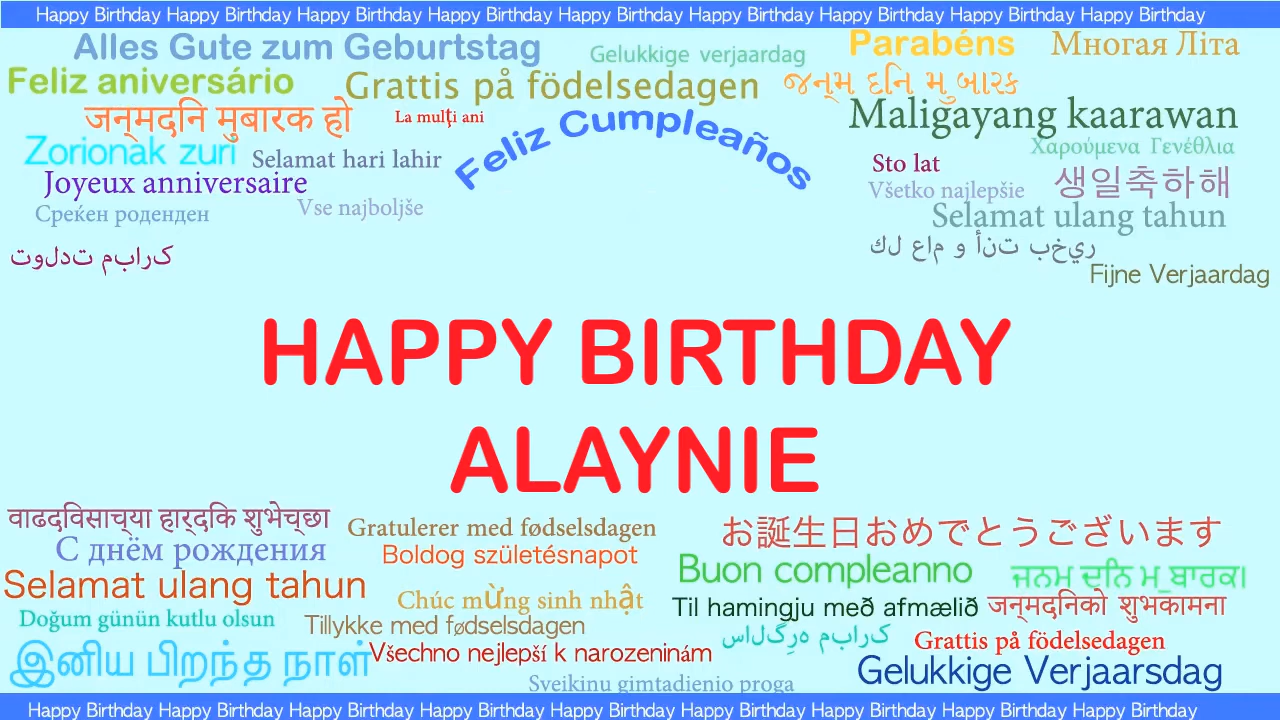 Happy Birthday Happy Birthday Happy Birthday Happy Birthday Happy Birthday Happy Birthday Happy Birthday Happy Birthday Happy Birthday
Alles Gute zum Geburtstag
Gelukkige verjaardag
Parabéns
Многая Літа
Feliz aniversário
Grattis på födelsedagen
જન્મ દિન મુબારક
जन्मदिन मुबारक हो
La mulţi ani
Feliz Cumpleaños
Maligayang kaarawan
Zorionak zuri
Selamat hari lahir
Χαρούμενα Γενέθλια
Sto lat
Joyeux anniversaire
Všetko najlepšie
생일축하해
Срeќен роденден
Vse najboljše
Selamat ulang tahun
تولدت مبارک
كل عام و أنت بخير
Fijne Verjaardag
HAPPY BIRTHDAY
ALAYNIE
वाढदविसाच्या हार्दकि शुभेच्छा
Gratulerer med fødselsdagen
お誕生日おめでとうございます
С днём рождения
Boldog születésnapot
Buon compleanno
ਜਨਮ ਦਨਿ ਮੁਬਾਰਕ।
Selamat ulang tahun
Chúc mừng sinh nhật
Til hamingju með afmælið
जन्मदनिको शुभकामना
Doğum günün kutlu olsun
Tillykke med fødselsdagen
سالگرہ مبارک
Grattis på födelsedagen
இனிய பிறந்த நாள்
Všechno nejlepší k narozeninám
Gelukkige Verjaarsdag
Sveikinu gimtadienio proga
Happy Birthday Happy Birthday Happy Birthday Happy Birthday Happy Birthday Happy Birthday Happy Birthday Happy Birthday Happy Birthday